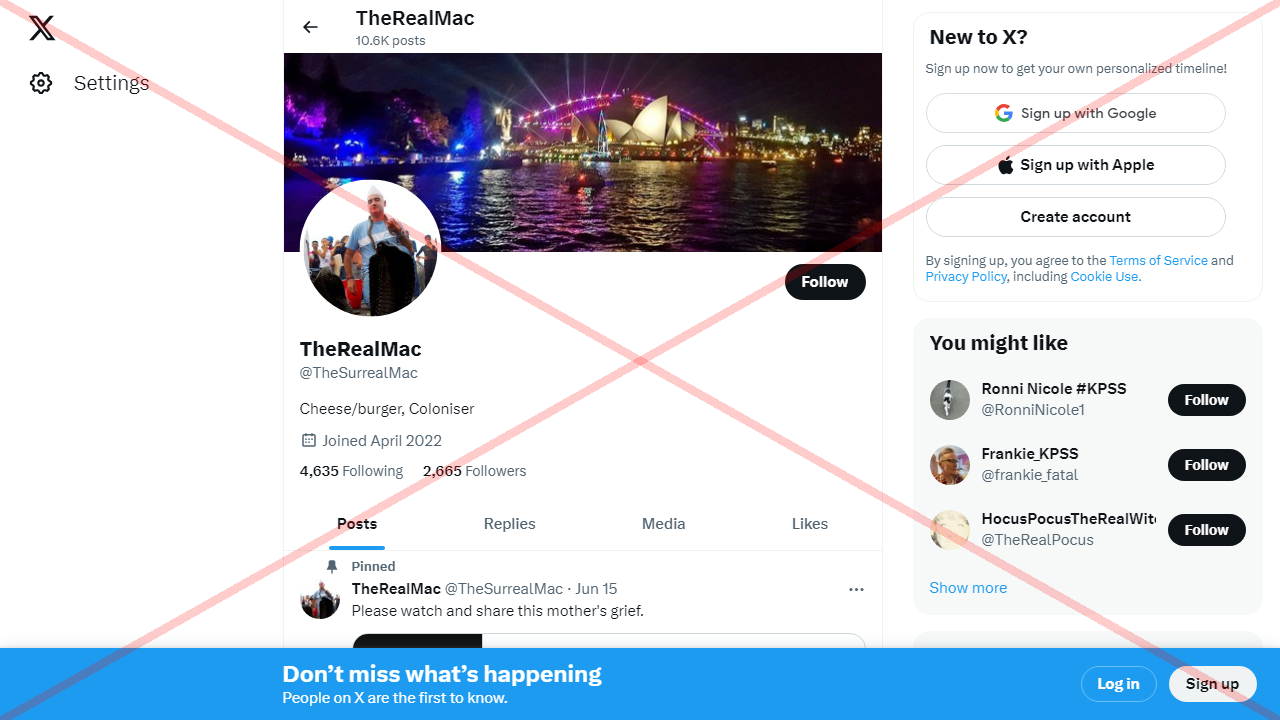 TheRealMac
10.6K posts
Settings
TheRealMac
@TheSurrealMac
Follow
Cheese/burger, Coloniser
Joined April 2022
4,635 Following 2,665 Followers
Posts Replies Media Likes
Pinned
TheRealMac @TheSurrealMac · Jun 15
Please watch and share this mother's grief.
New to X?
Sign up now to get your own personalized timeline!
Sign up with Google
Sign up with Apple
Create account
By signing up, you agree to the Terms of Service and
Privacy Policy, including Cookie Use.
You might like
Ronni Nicole #KPSS
@RonniNicole1
Follow
Frankie_KPSS
@frankie_fatal
Follow
HocusPocusTheRealWit
@TheRealPocus
Follow
Show more
Don’t miss what’s happening
People on X are the first to know.
Log in
Sign up